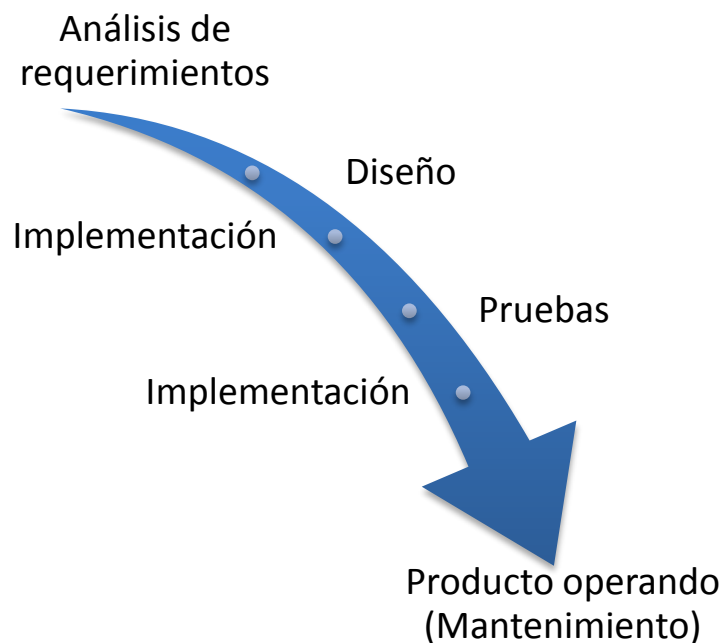 Análisis de
requerimientos
Diseño
Implementación
Pruebas
Implementación
Producto operando
(Mantenimiento)